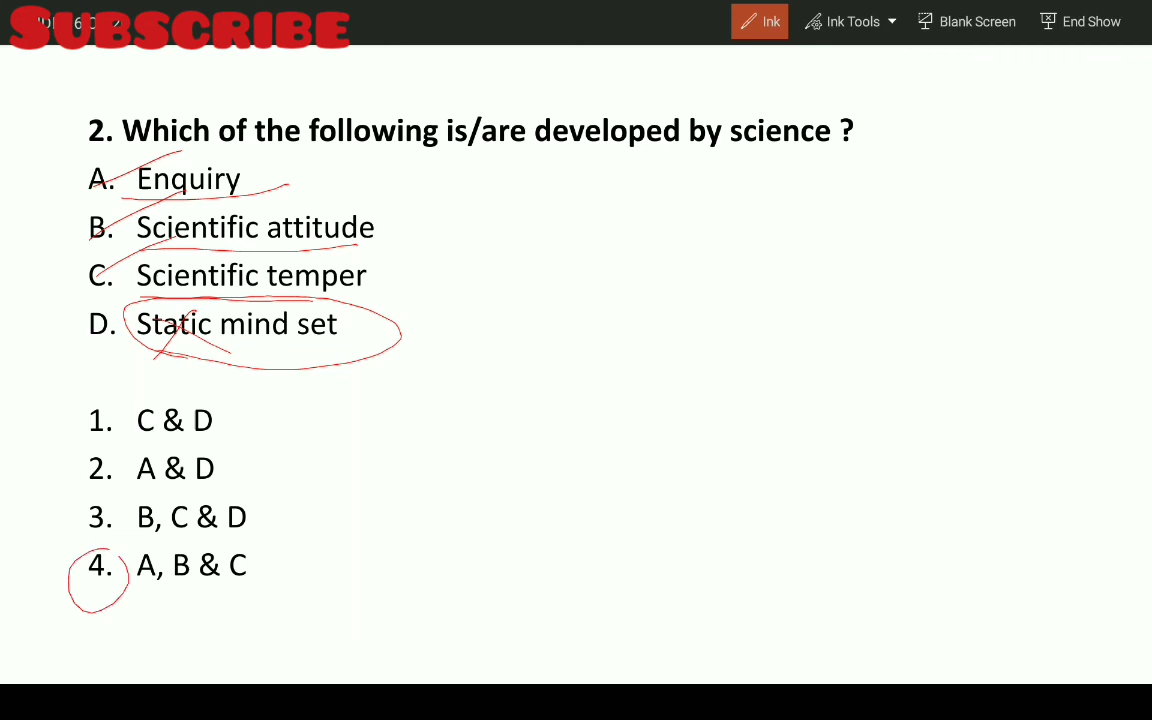 SUBSCRIBE
Ink
Ink Tools
Blank Screen
End Show
2. Which of the following is/are developed by science ?
A. Enquiry
B. Scientific attitude
C. Scientific temper
D. Static mind set
1. C & D
2. A & D
3. B, C & D
4. A, B & C